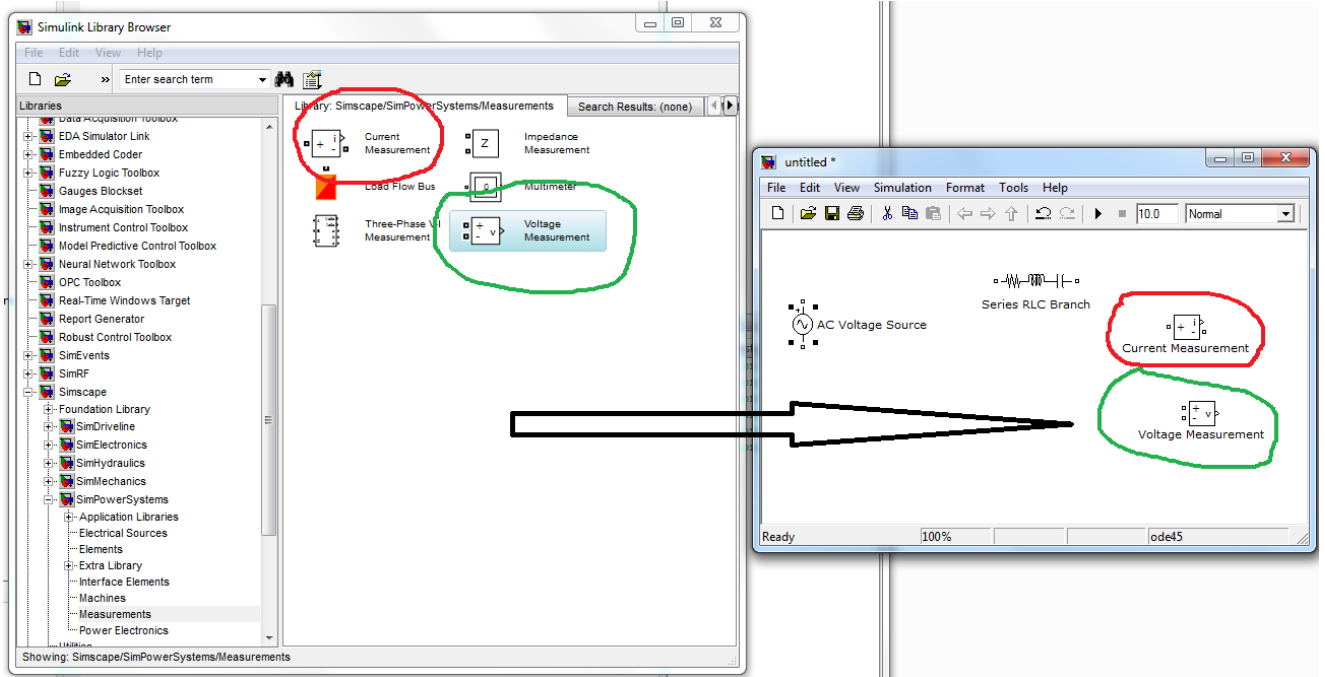 Simulink Library Browser
File Edit View Help
» Enter search term
Libraries
Library: Simscape/SimPowerSystems/Measurements
Search Results: (none)
Data Acquisition Toolbox
EDA Simulator Link
Embedded Coder
Fuzzy Logic Toolbox
Gauges Blockset
Image Acquisition Toolbox
Instrument Control Toolbox
Model Predictive Control Toolbox
Neural Network Toolbox
OPC Toolbox
Real-Time Windows Target
Report Generator
Robust Control Toolbox
SimEvents
SimRF
Simscape
Foundation Library
SimDriveline
SimElectronics
SimHydraulics
SimMechanics
SimPowerSystems
Application Libraries
Electrical Sources
Elements
Extra Library
Interface Elements
Machines
Measurements
Power Electronics
Utilities
+ i -
Current
Measurement
Z
Impedance
Measurement
Load Flow Bus
0
Multimeter
Three-Phase V-I
Measurement
+ - v
Voltage
Measurement
Showing: Simscape/SimPowerSystems/Measurements
untitled *
File Edit View Simulation Format Tools Help
10.0 Normal
Series RLC Branch
+
AC Voltage Source
+ i -
Current Measurement
+ - v
Voltage Measurement
Ready 100% ode45